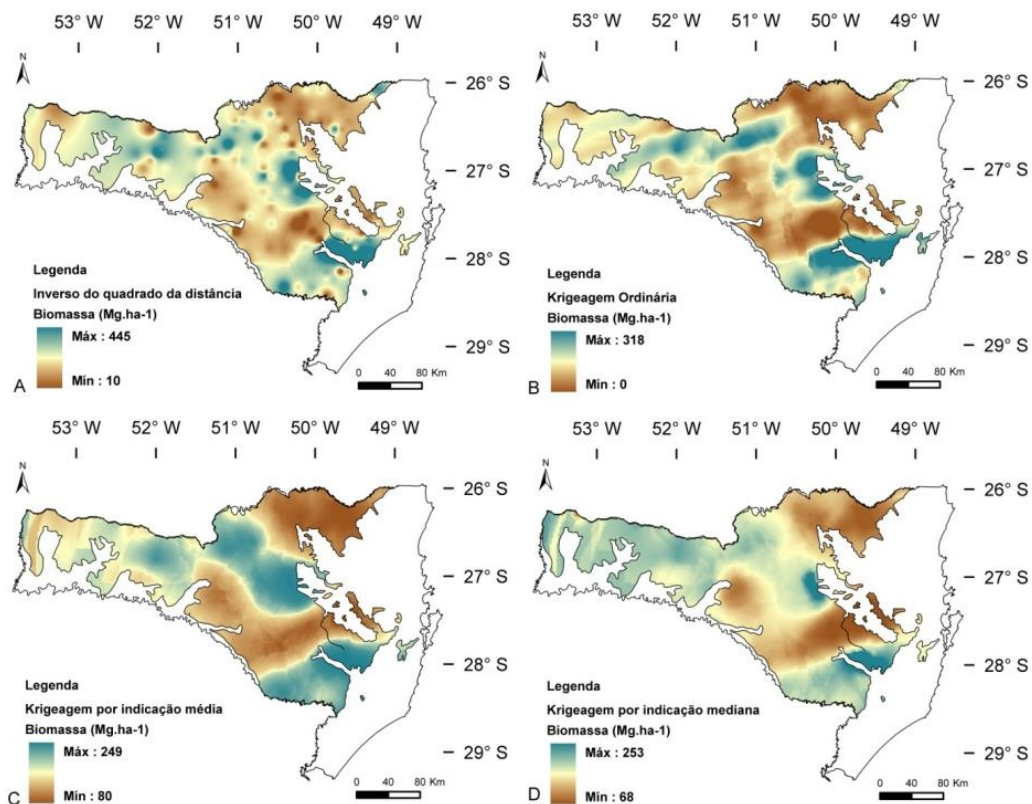 53° W 52° W 51° W 50° W 49° W
N
26° S
27° S
28° S
29° S
Legenda
Inverso do quadrado da distância
Biomassa (Mg.ha-1)
Máx : 445
Mín : 10
0 40 80 Km
A
53° W 52° W 51° W 50° W 49° W
N
26° S
27° S
28° S
29° S
Legenda
Krigeagem Ordinária
Biomassa (Mg.ha-1)
Máx : 318
Mín : 0
0 40 80 Km
B
53° W 52° W 51° W 50° W 49° W
N
26° S
27° S
28° S
29° S
Legenda
Krigeagem por indicação média
Biomassa (Mg.ha-1)
Máx : 249
Mín : 80
0 40 80 Km
C
53° W 52° W 51° W 50° W 49° W
N
26° S
27° S
28° S
29° S
Legenda
Krigeagem por indicação mediana
Biomassa (Mg.ha-1)
Máx : 253
Mín : 68
0 40 80 Km
D